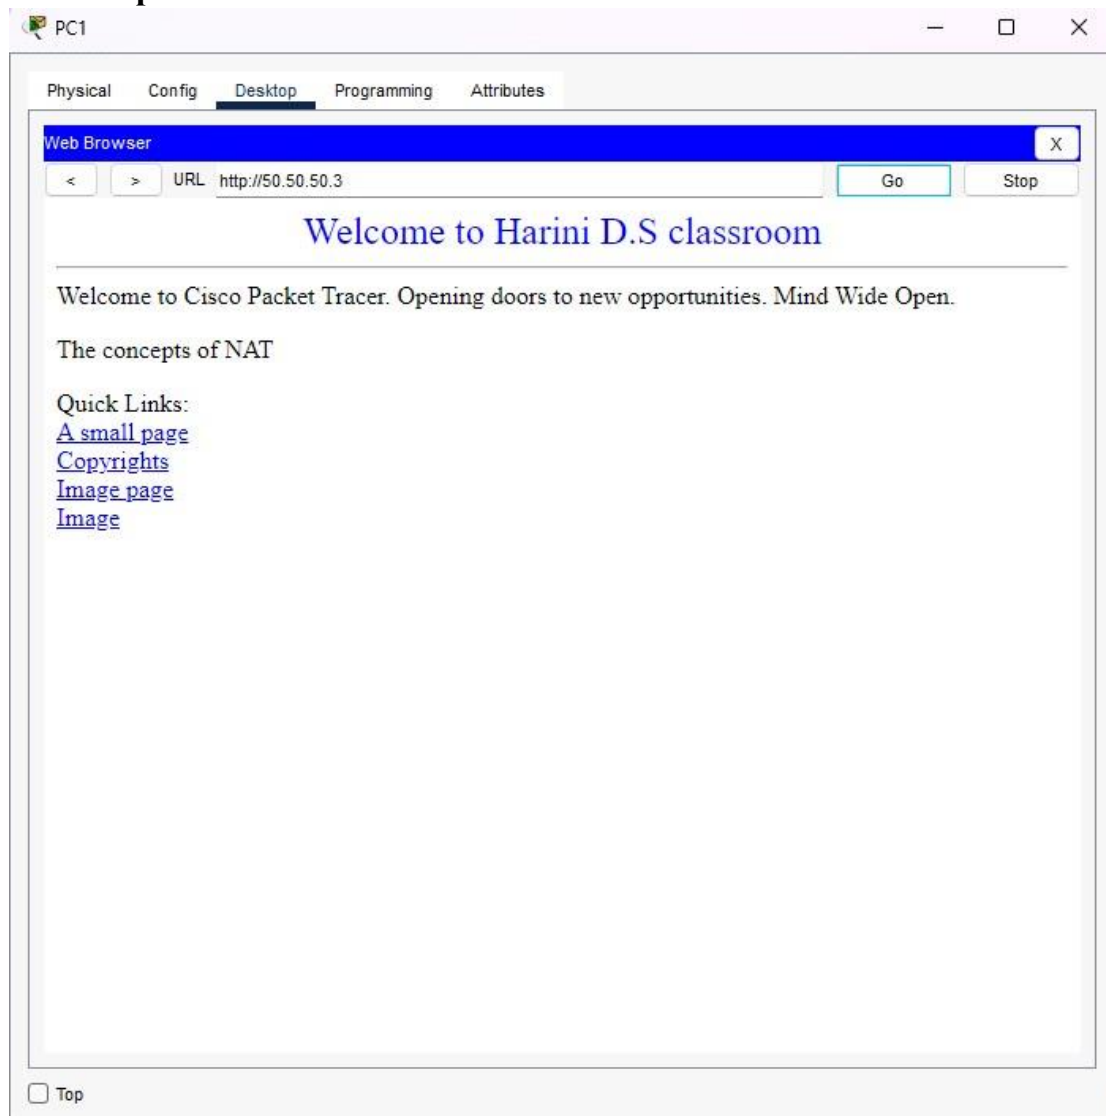 PC1
Physical Config Desktop Programming Attributes
Web Browser X
< > URL http://50.50.50.3 Go Stop
Welcome to Harini D.S classroom
Welcome to Cisco Packet Tracer. Opening doors to new opportunities. Mind Wide Open.
The concepts of NAT
Quick Links:
A small page
Copyrights
Image page
Image
Top